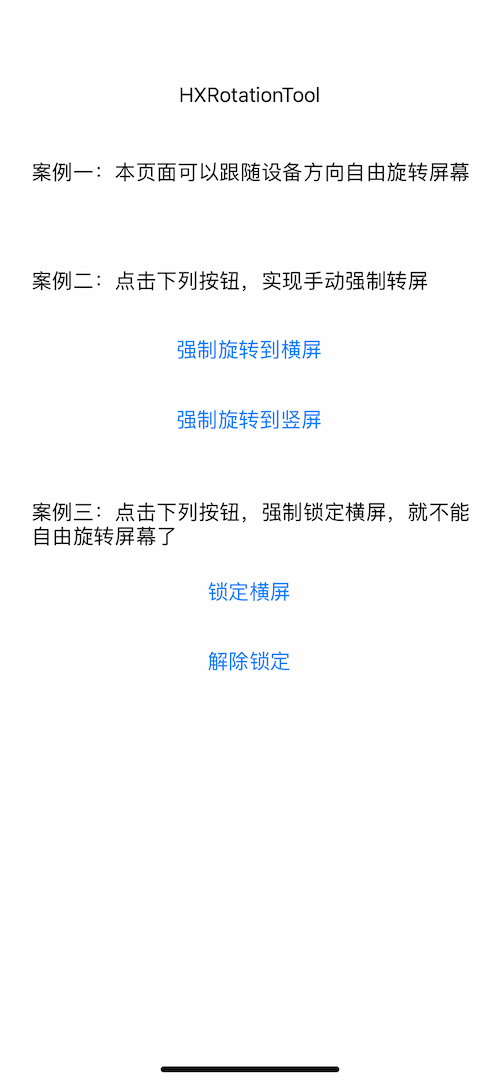 HXRotationTool
案例一：本页面可以跟随设备方向自由旋转屏幕
案例二：点击下列按钮，实现手动强制转屏
强制旋转到横屏
强制旋转到竖屏
案例三：点击下列按钮，强制锁定横屏，就不能
自由旋转屏幕了
锁定横屏
解除锁定